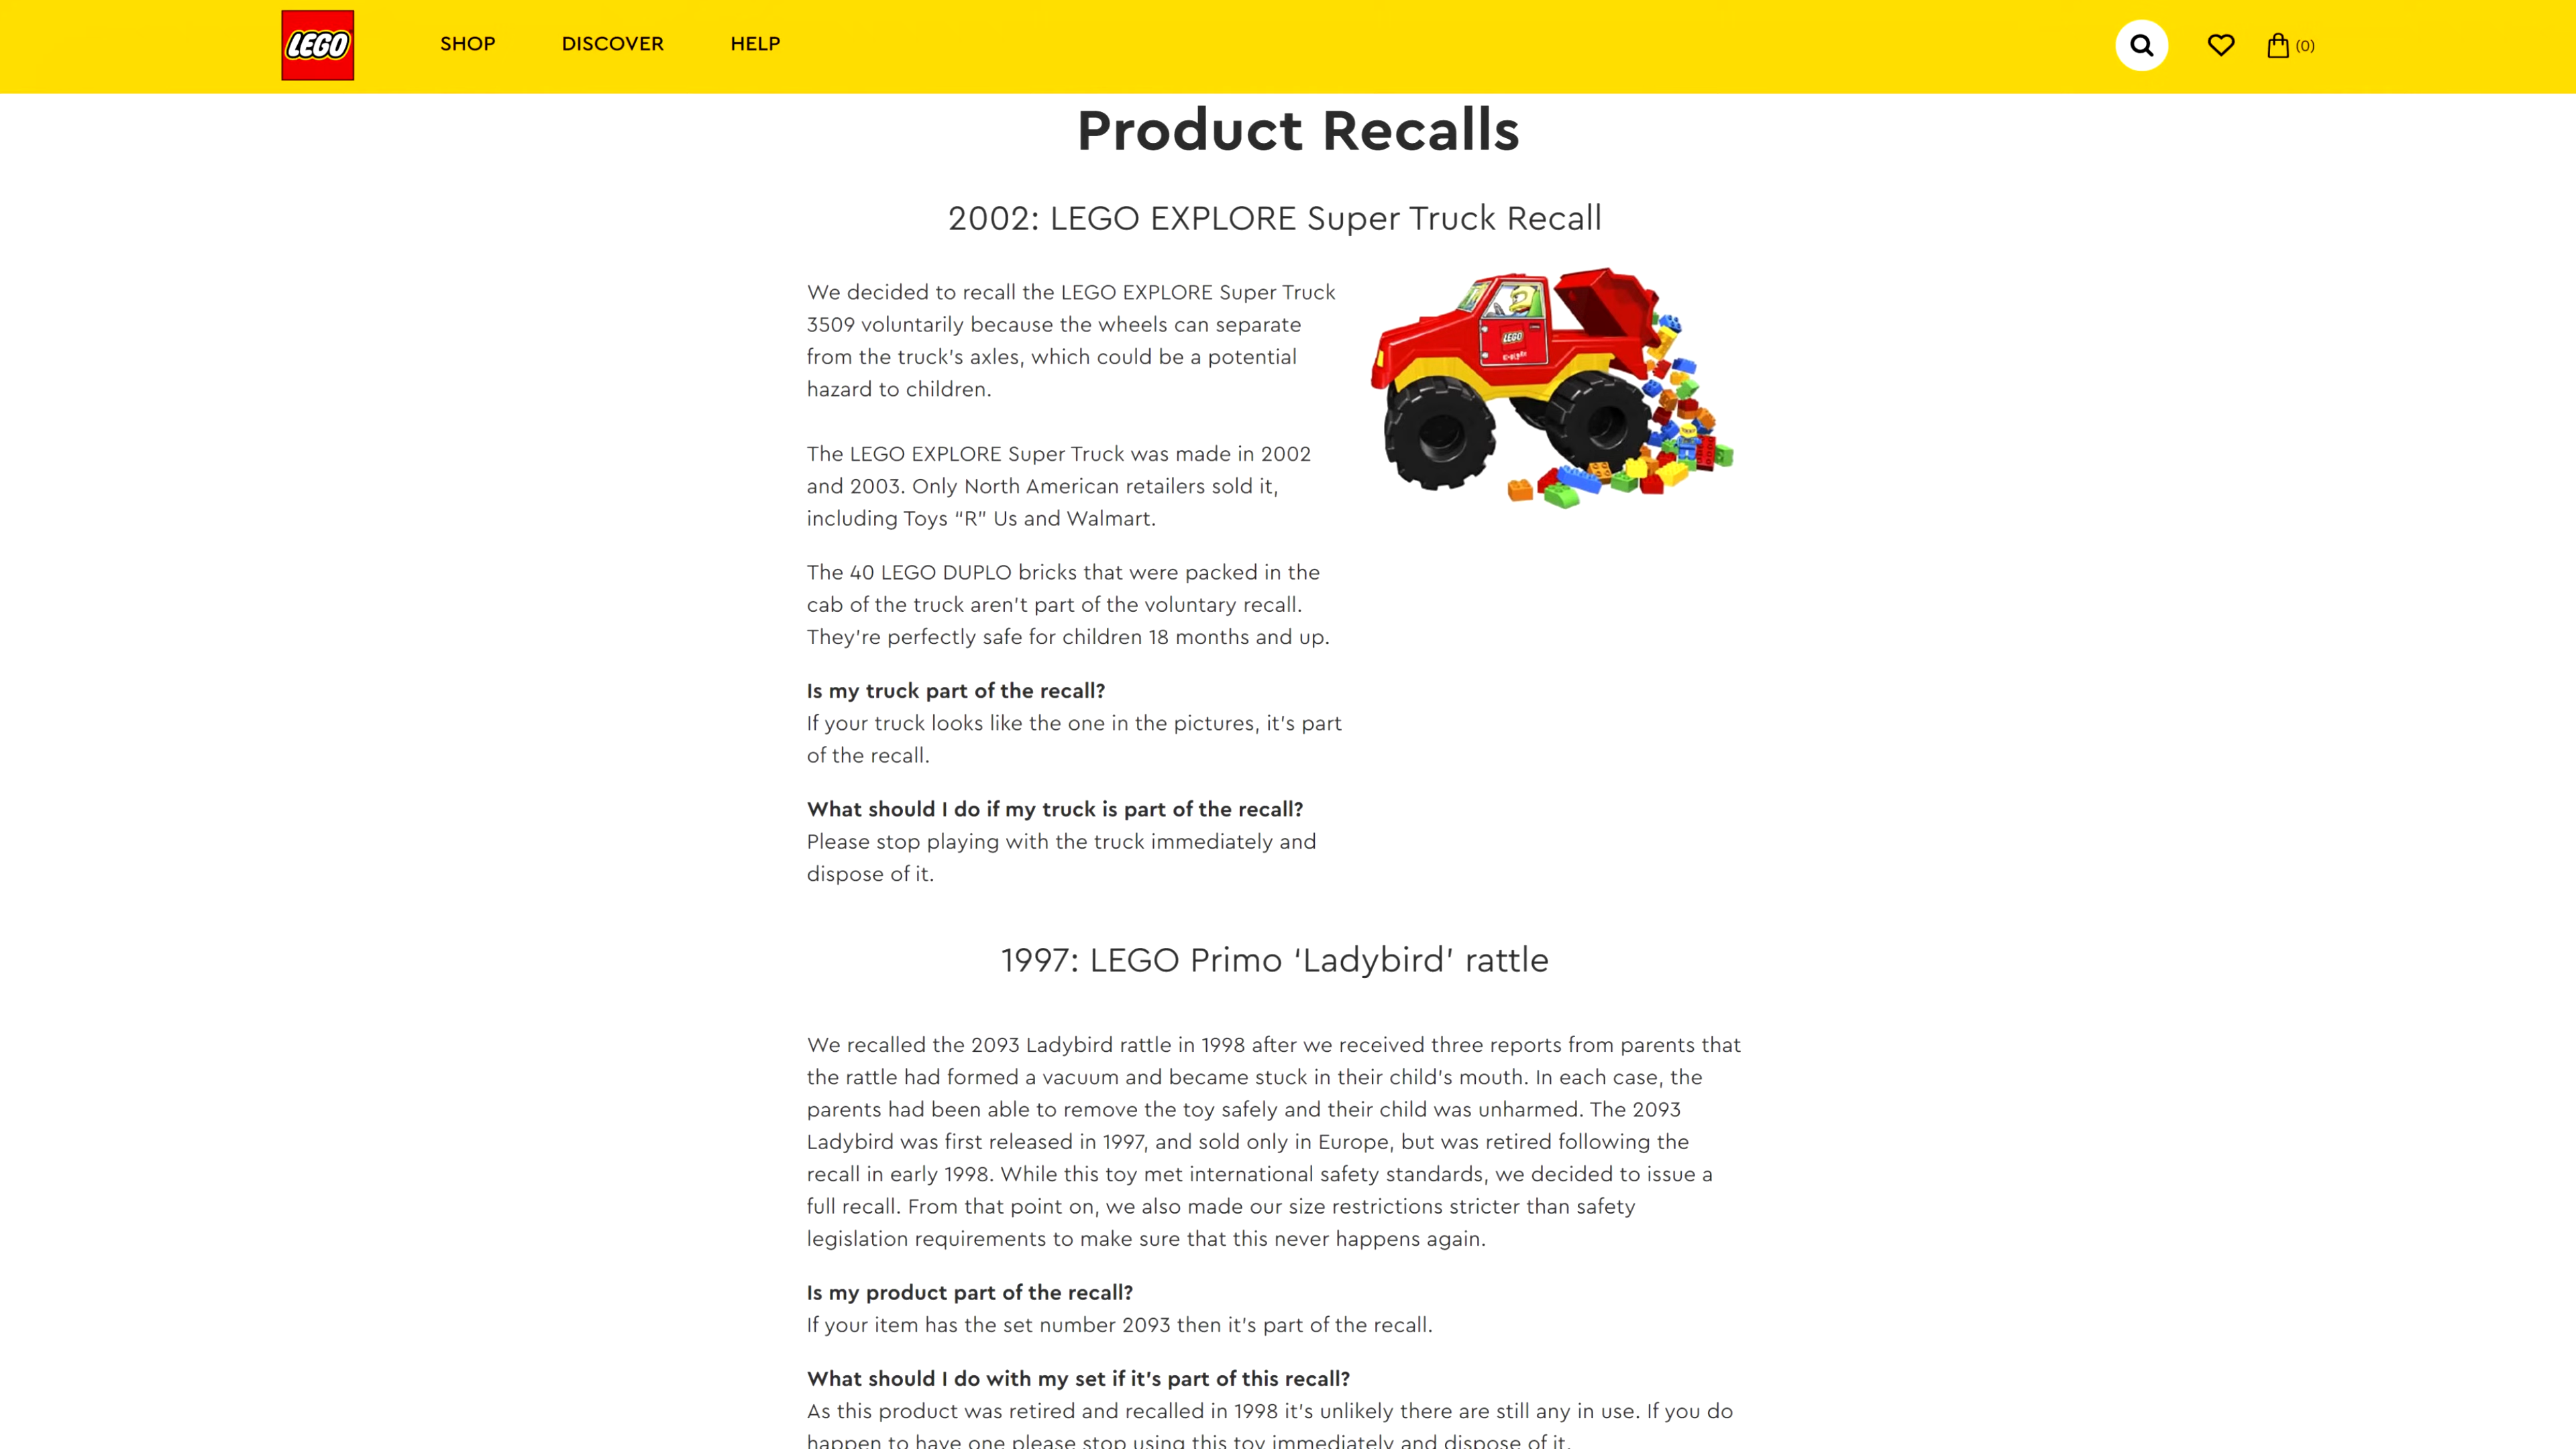 LEGO
SHOP
DISCOVER
HELP
(0)
Product Recalls
2002: LEGO EXPLORE Super Truck Recall
We decided to recall the LEGO EXPLORE Super Truck
3509 voluntarily because the wheels can separate
from the truck's axles, which could be a potential
hazard to children.
LEGO
The LEGO EXPLORE Super Truck was made in 2002
and 2003. Only North American retailers sold it,
including Toys “R” Us and Walmart.
The 40 LEGO DUPLO bricks that were packed in the
cab of the truck aren't part of the voluntary recall.
They're perfectly safe for children 18 months and up.
Is my truck part of the recall?
If your truck looks like the one in the pictures, it's part
of the recall.
What should I do if my truck is part of the recall?
Please stop playing with the truck immediately and
dispose of it.
1997: LEGO Primo ‘Ladybird’ rattle
We recalled the 2093 Ladybird rattle in 1998 after we received three reports from parents that
the rattle had formed a vacuum and became stuck in their child's mouth. In each case, the
parents had been able to remove the toy safely and their child was unharmed. The 2093
Ladybird was first released in 1997, and sold only in Europe, but was retired following the
recall in early 1998. While this toy met international safety standards, we decided to issue a
full recall. From that point on, we also made our size restrictions stricter than safety
legislation requirements to make sure that this never happens again.
Is my product part of the recall?
If your item has the set number 2093 then it's part of the recall.
What should I do with my set if it's part of this recall?
As this product was retired and recalled in 1998 it's unlikely there are still any in use. If you do
happen to have one please stop using this toy immediately and dispose of it.